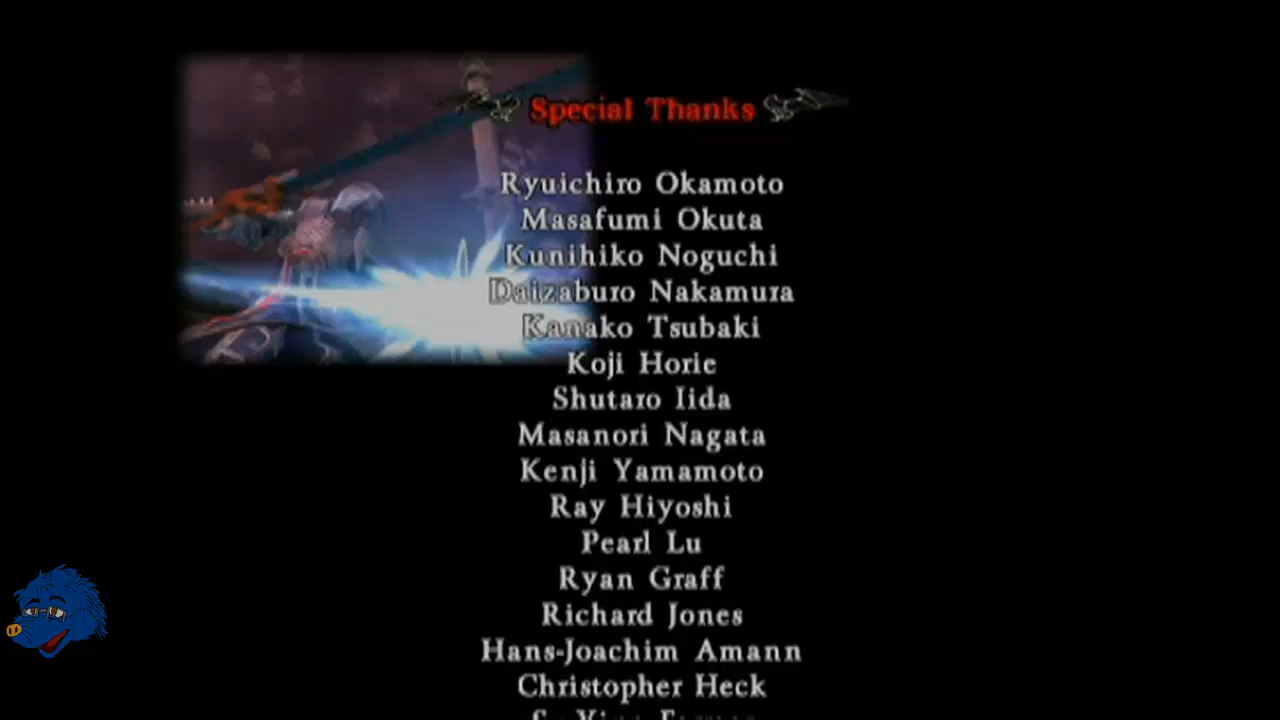 Special Thanks
Ryuichiro Okamoto
Masafumi Okuta
Kunihiko Noguchi
Daizaburo Nakamura
Kanako Tsubaki
Koji Horie
Shutaro Iida
Masanori Nagata
Kenji Yamamoto
Ray Hiyoshi
Pearl Lu
Ryan Graff
Richard Jones
Hans-Joachim Amann
Christopher Heck